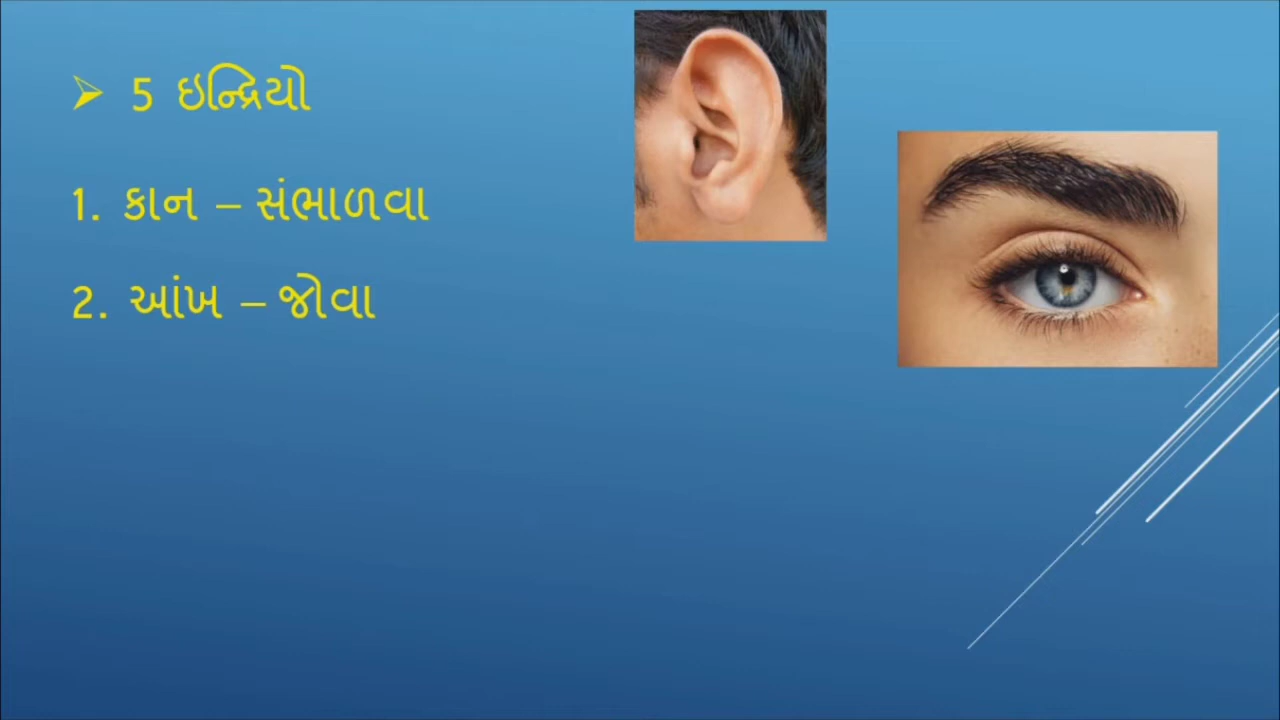 ➢ 5 ઇન્દ્રિયો
1. કાન – સંભાળવા
2. આંખ – જોવા